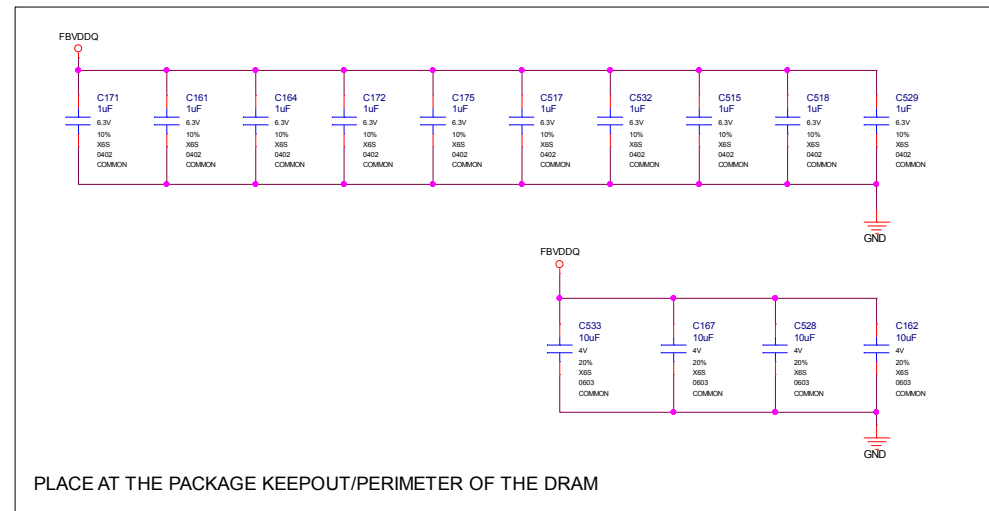 FBVDDQ
C171 C161 C164 C172 C175 C517 C532 C515 C518 C529
1uF 1uF 1uF 1uF 1uF 1uF 1uF 1uF 1uF 1uF
6.3V 6.3V 6.3V 6.3V 6.3V 6.3V 6.3V 6.3V 6.3V 6.3V
10% 10% 10% 10% 10% 10% 10% 10% 10% 10%
X6S X6S X6S X6S X6S X6S X6S X6S X6S X6S
0402 0402 0402 0402 0402 0402 0402 0402 0402 0402
COMMON COMMON COMMON COMMON COMMON COMMON COMMON COMMON COMMON COMMON
GND
FBVDDQ
C533 C167 C528 C162
10uF 10uF 10uF 10uF
4V 4V 4V 4V
20% 20% 20% 20%
X6S X6S X6S X6S
0603 0603 0603 0603
COMMON COMMON COMMON COMMON
GND
PLACE AT THE PACKAGE KEEPOUT/PERIMETER OF THE DRAM